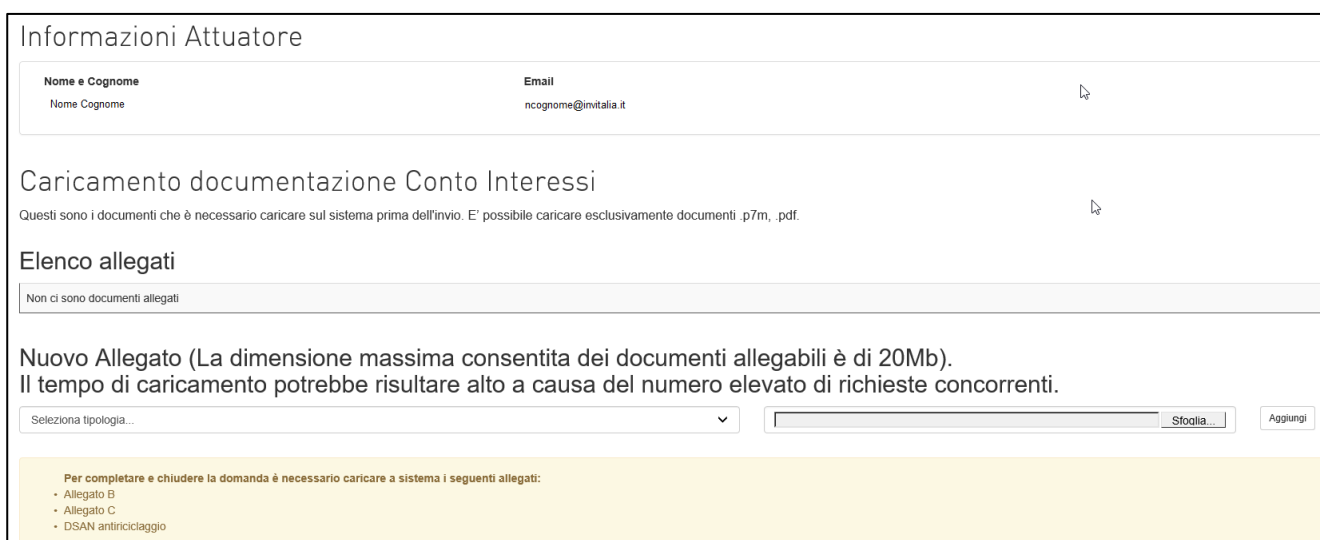 Informazioni Attuatore
Nome e Cognome Email
Nome Cognome ncognome@invitalia.it
Caricamento documentazione Conto Interessi
Questi sono i documenti che è necessario caricare sul sistema prima dell'invio. E' possibile caricare esclusivamente documenti .p7m, .pdf.
Elenco allegati
Non ci sono documenti allegati
Nuovo Allegato (La dimensione massima consentita dei documenti allegabili è di 20Mb).
Il tempo di caricamento potrebbe risultare alto a causa del numero elevato di richieste concorrenti.
Seleziona tipologia... Sfoglia... Aggiungi
Per completare e chiudere la domanda è necessario caricare a sistema i seguenti allegati:
• Allegato B
• Allegato C
• DSAN antiriciclaggio